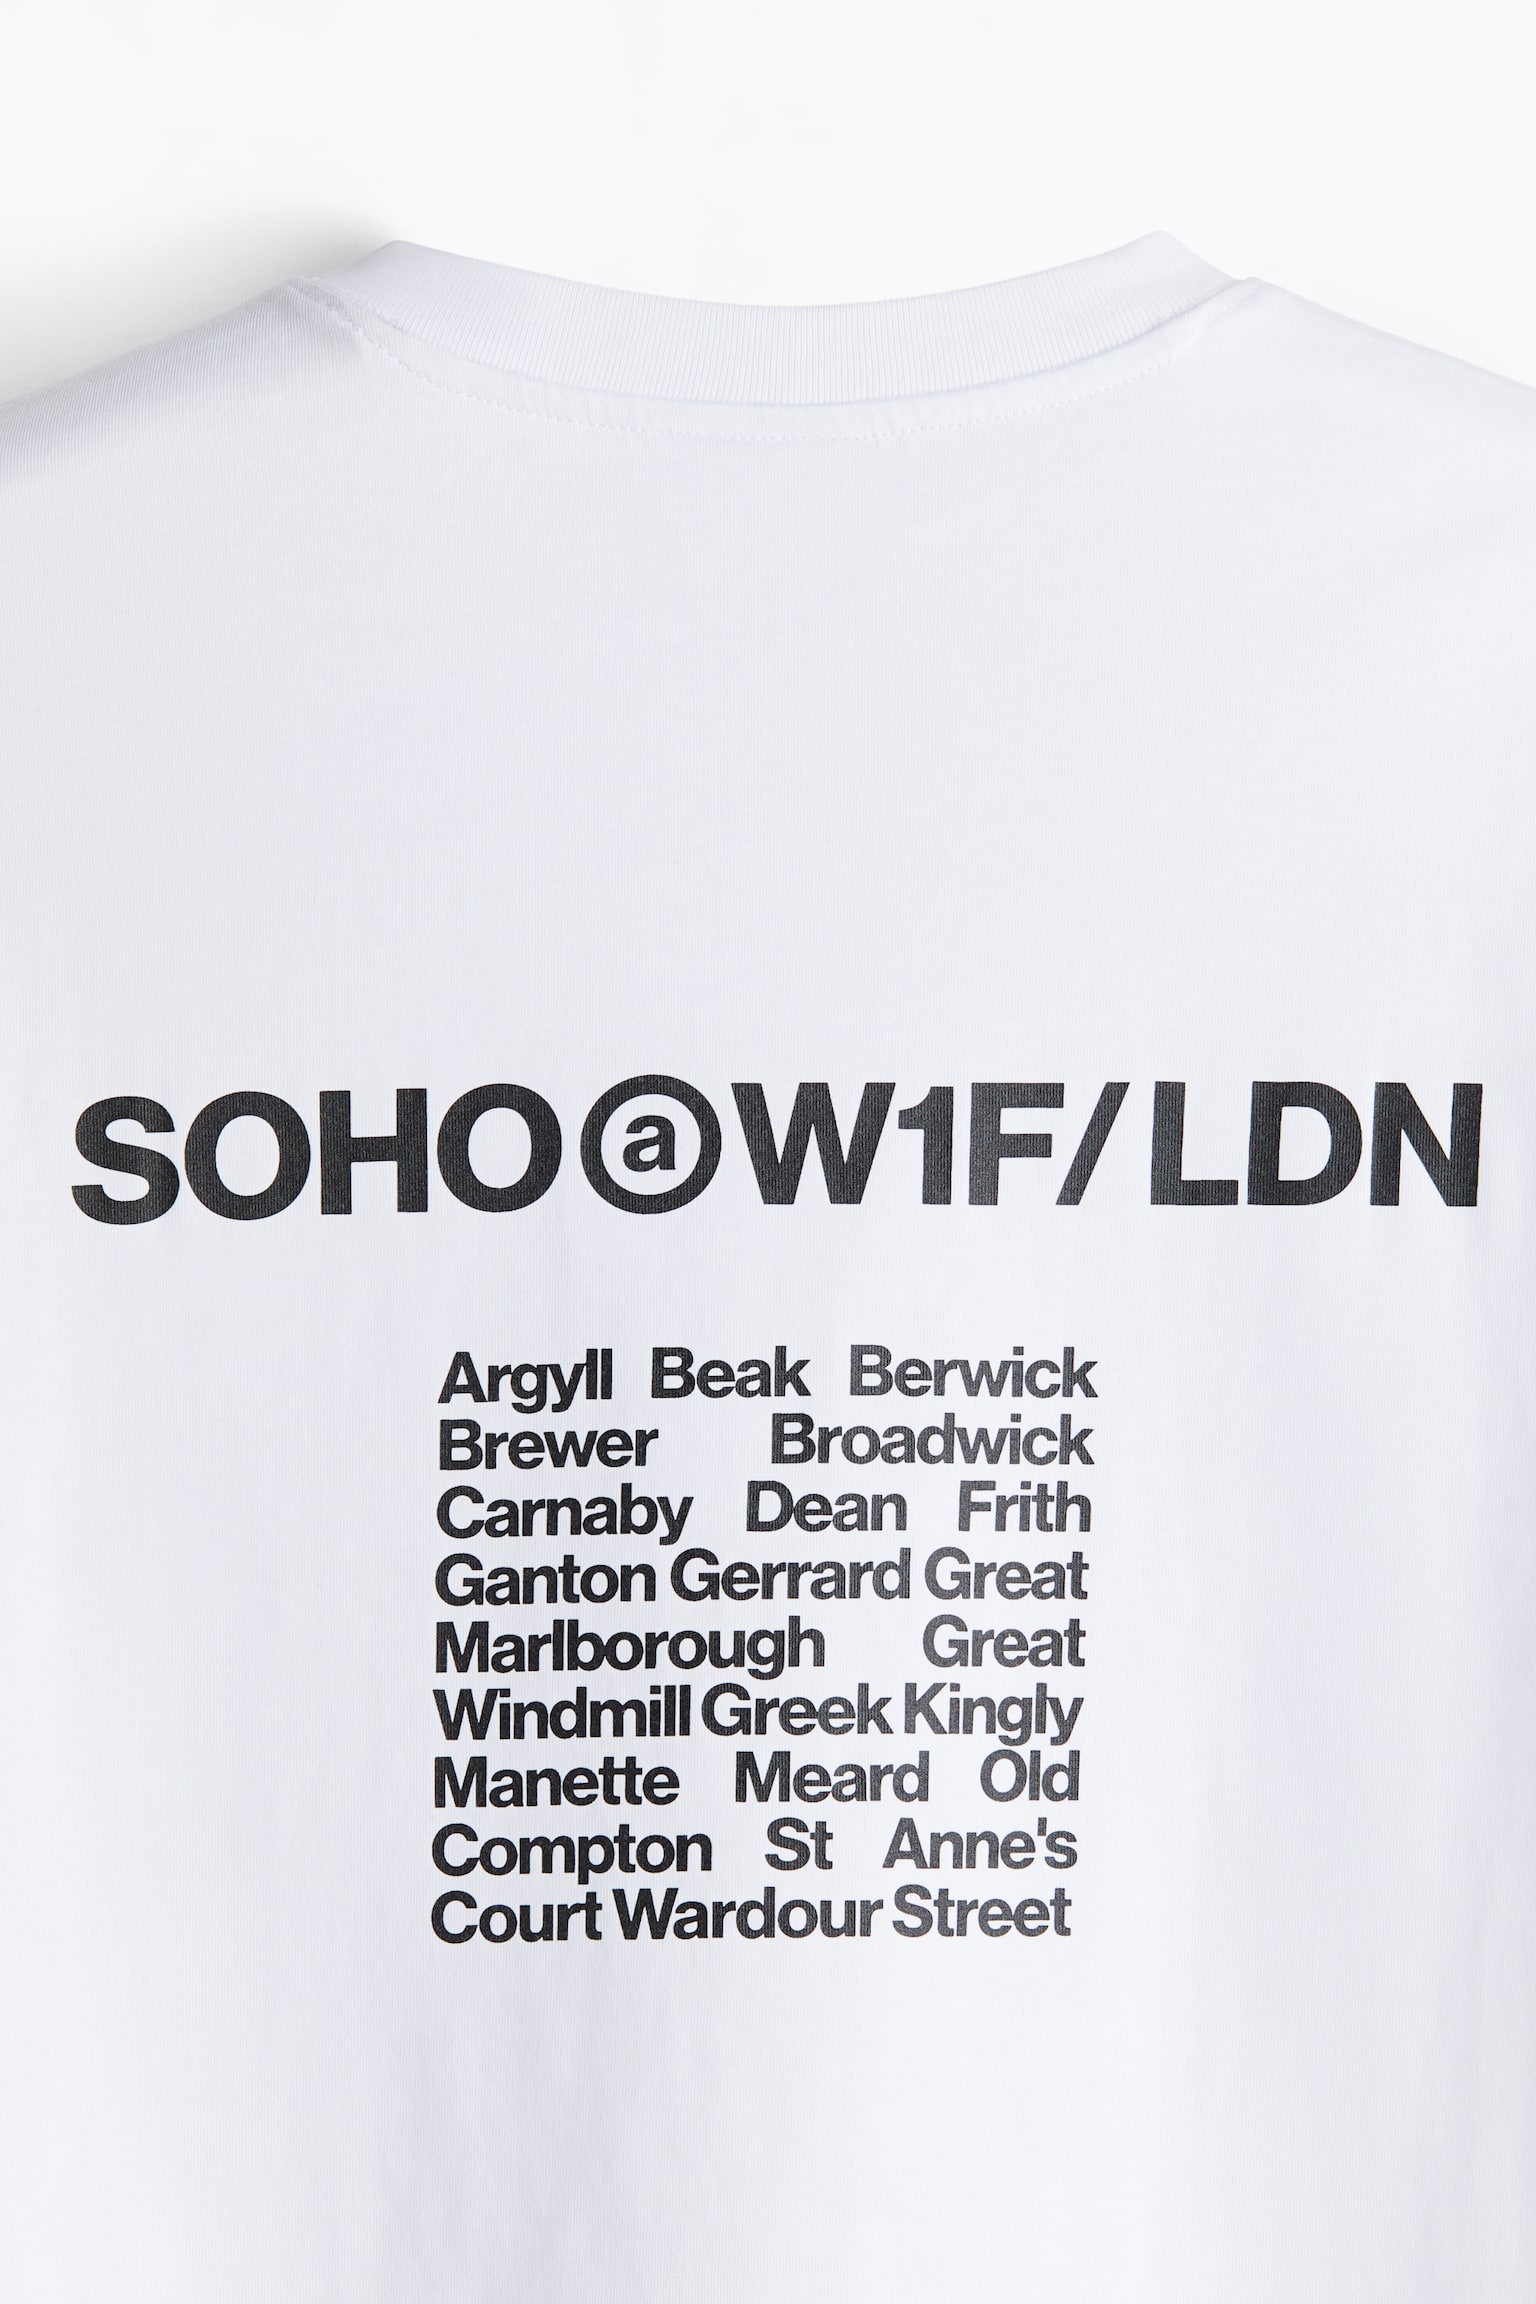 SOHO ⓐ W1F/LDN
Argyll Beak Berwick
Brewer Broadwick
Carnaby Dean Frith
Ganton Gerrard Great
Marlborough Great
Windmill Greek Kingly
Manette Meard Old
Compton St Anne's
Court Wardour Street